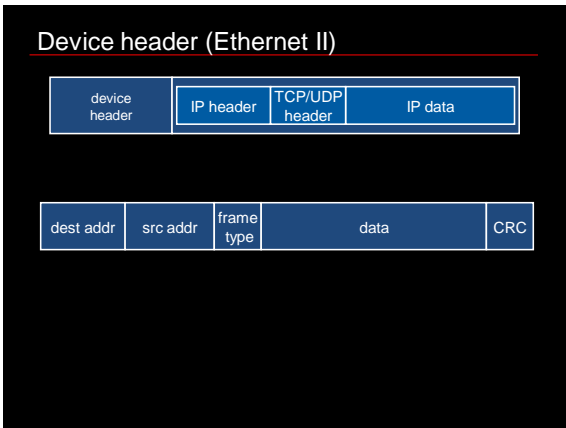 Device header (Ethernet II)
device
header
IP header
TCP/UDP
header
IP data
dest addr
src addr
frame
type
data
CRC